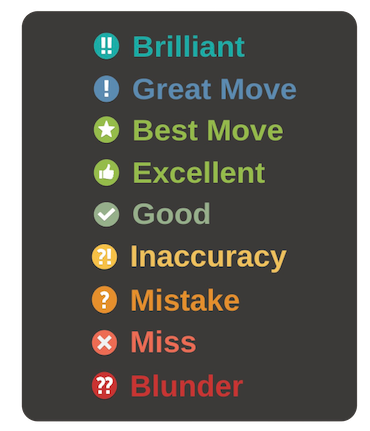 !! Brilliant
! Great Move
Best Move
Excellent
Good
?! Inaccuracy
? Mistake
Miss
?? Blunder